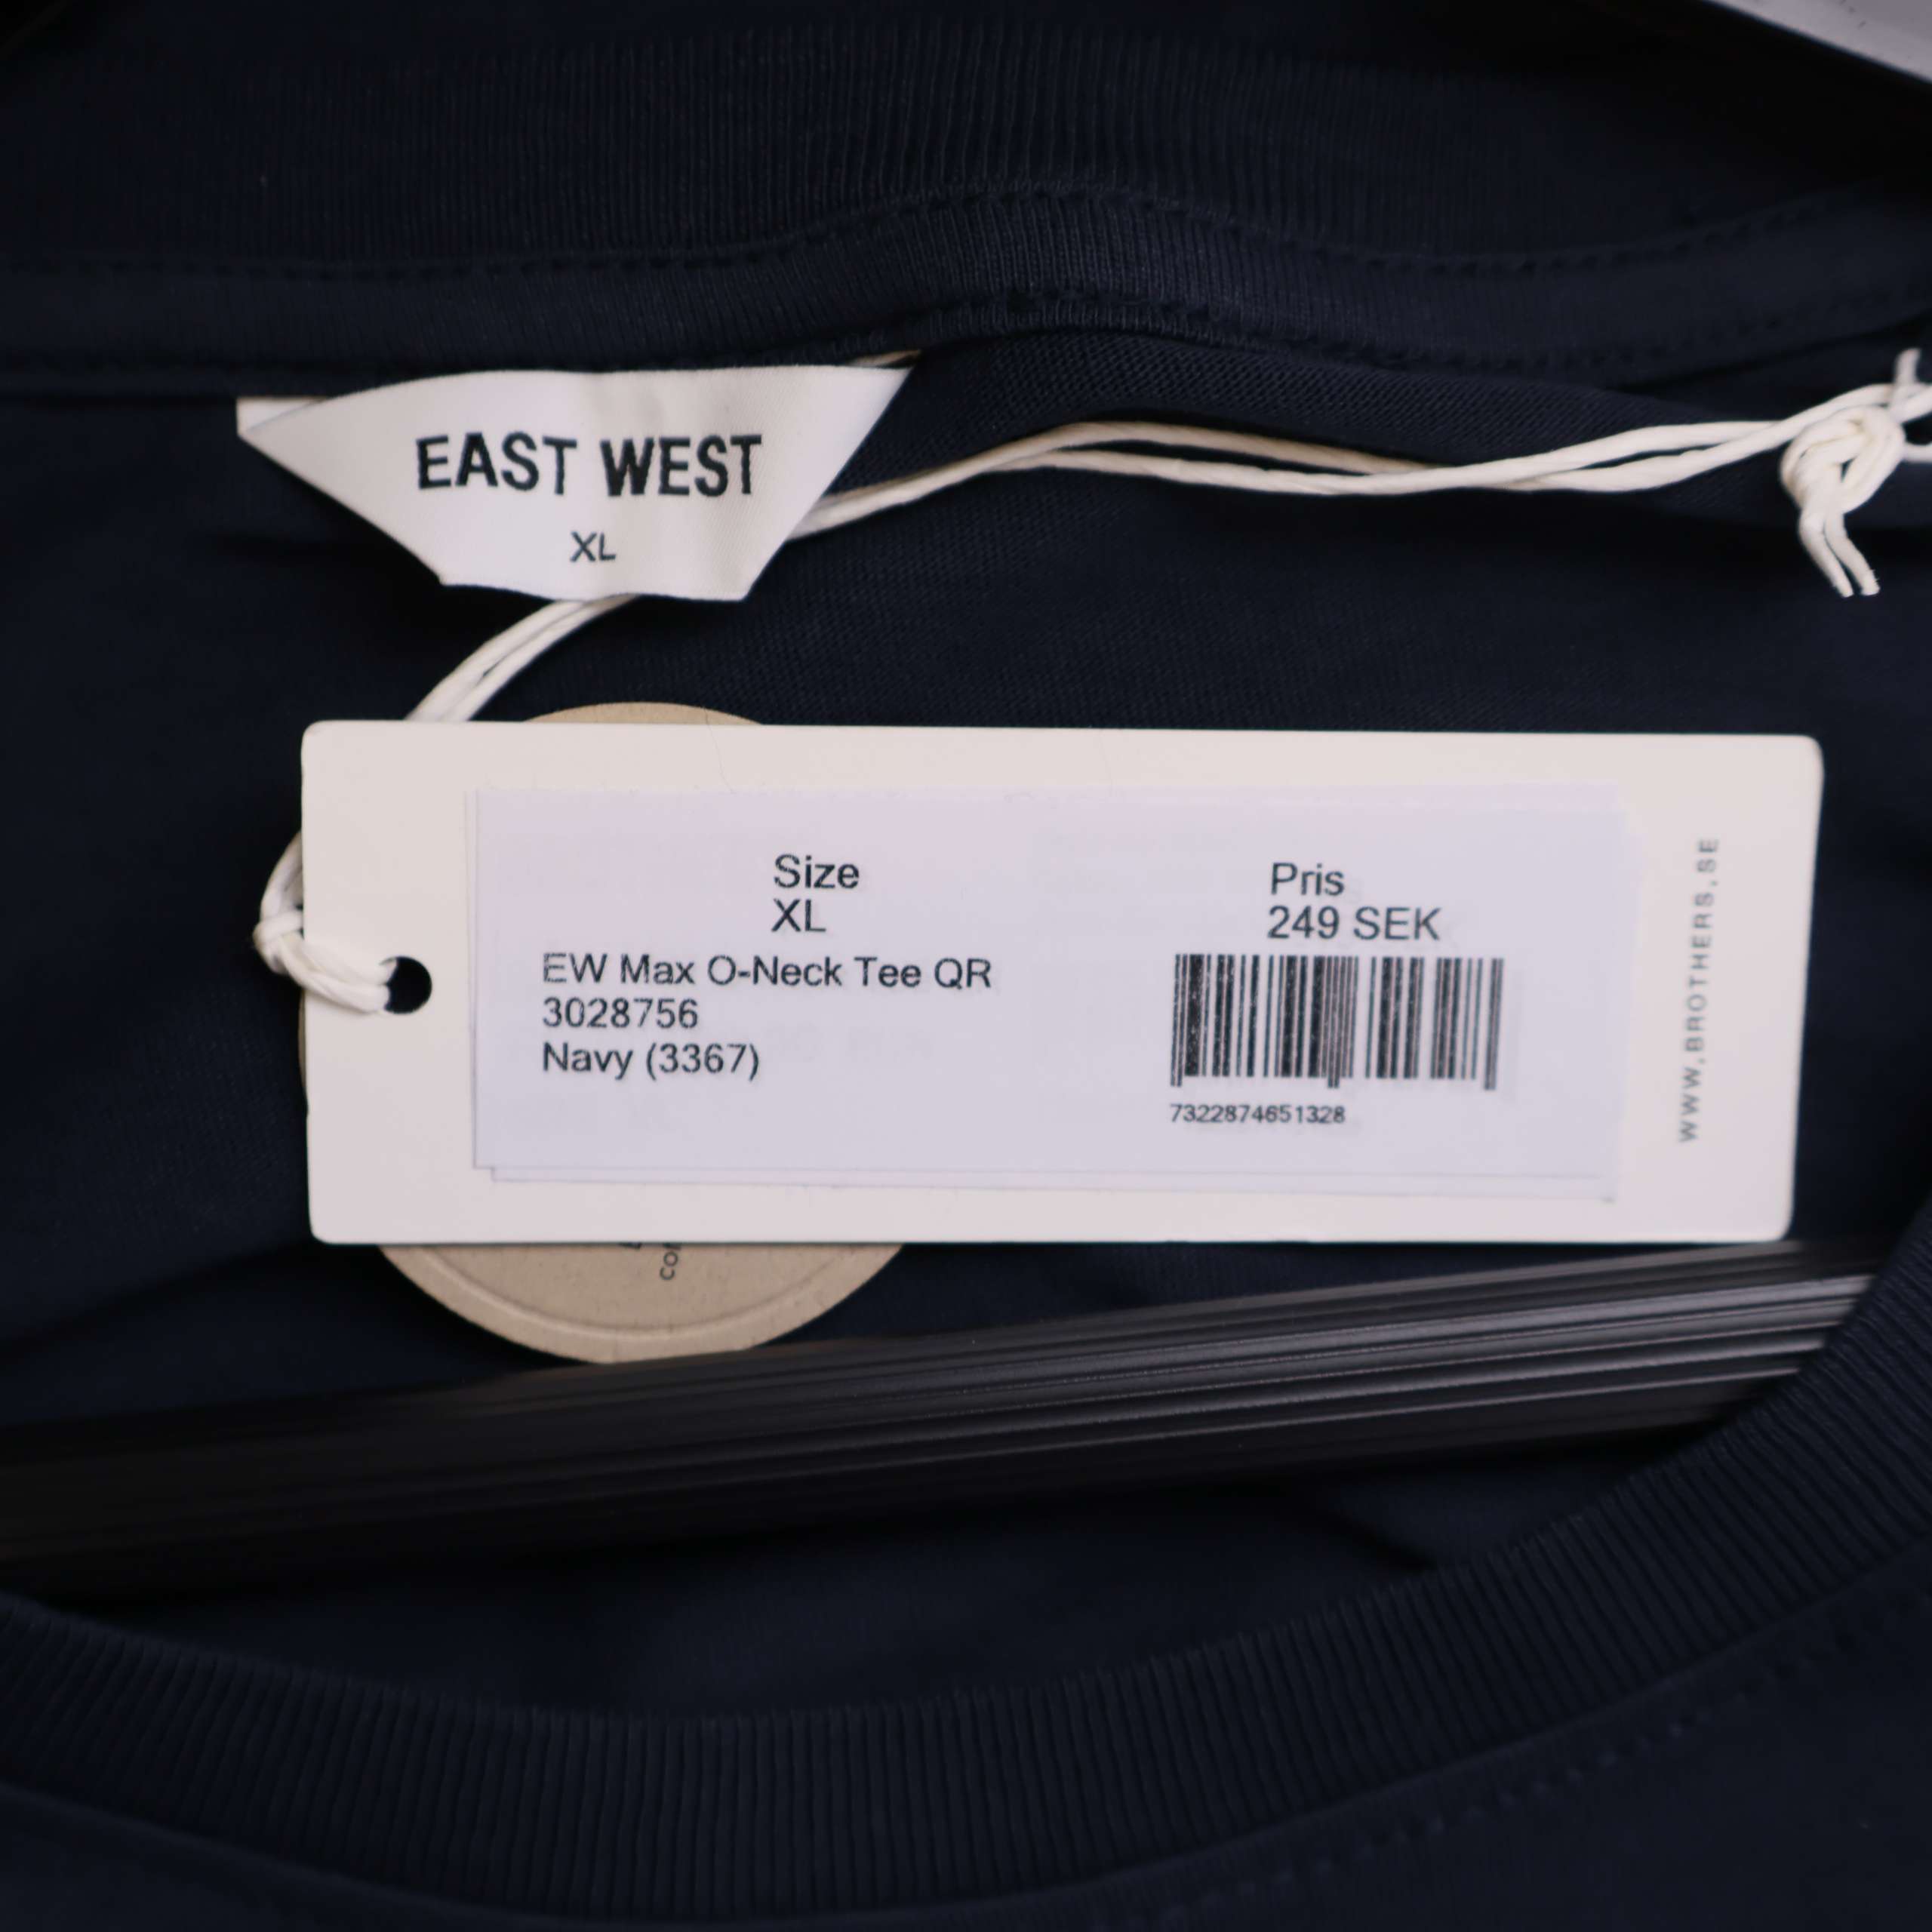 EAST WEST
XL
Size
XL
EW Max O-Neck Tee QR
3028756
Navy (3367)
Pris
249 SEK
7322874651328
WWW.BROTHERS.SE